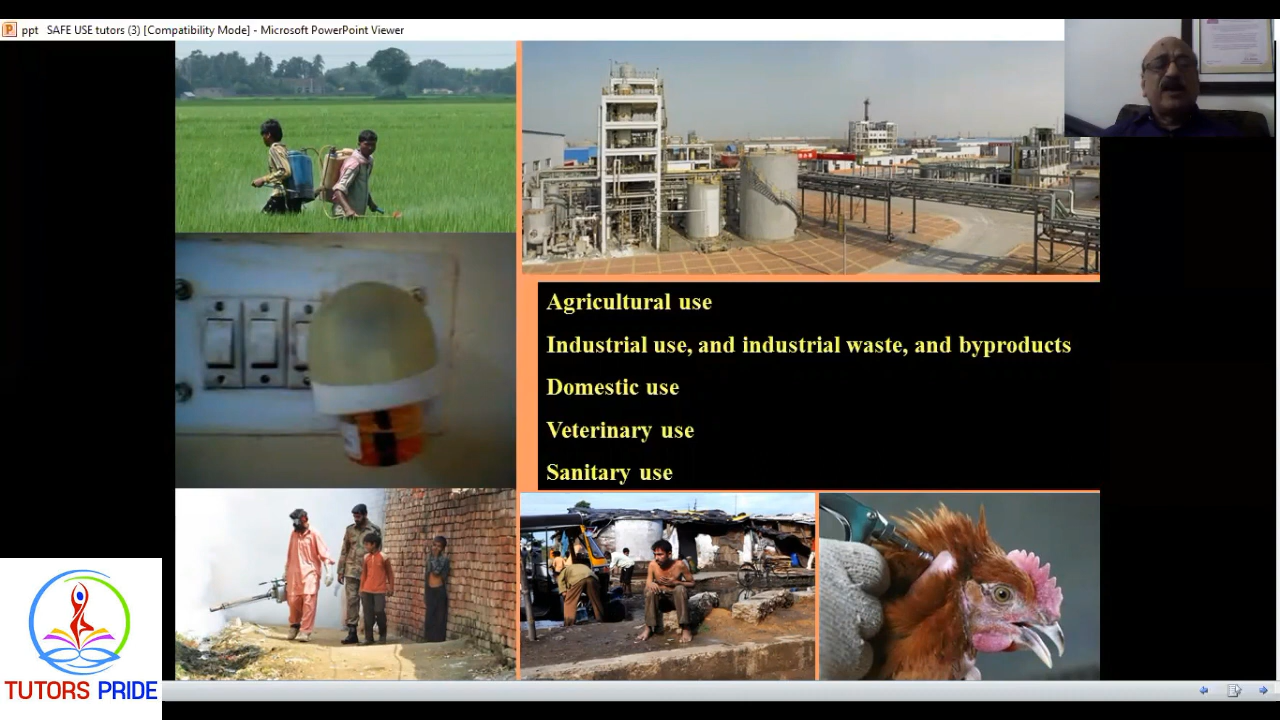 ppt SAFE USE tutors (3) [Compatibility Mode] - Microsoft PowerPoint Viewer
Agricultural use
Industrial use, and industrial waste, and byproducts
Domestic use
Veterinary use
Sanitary use
TUTORS PRIDE